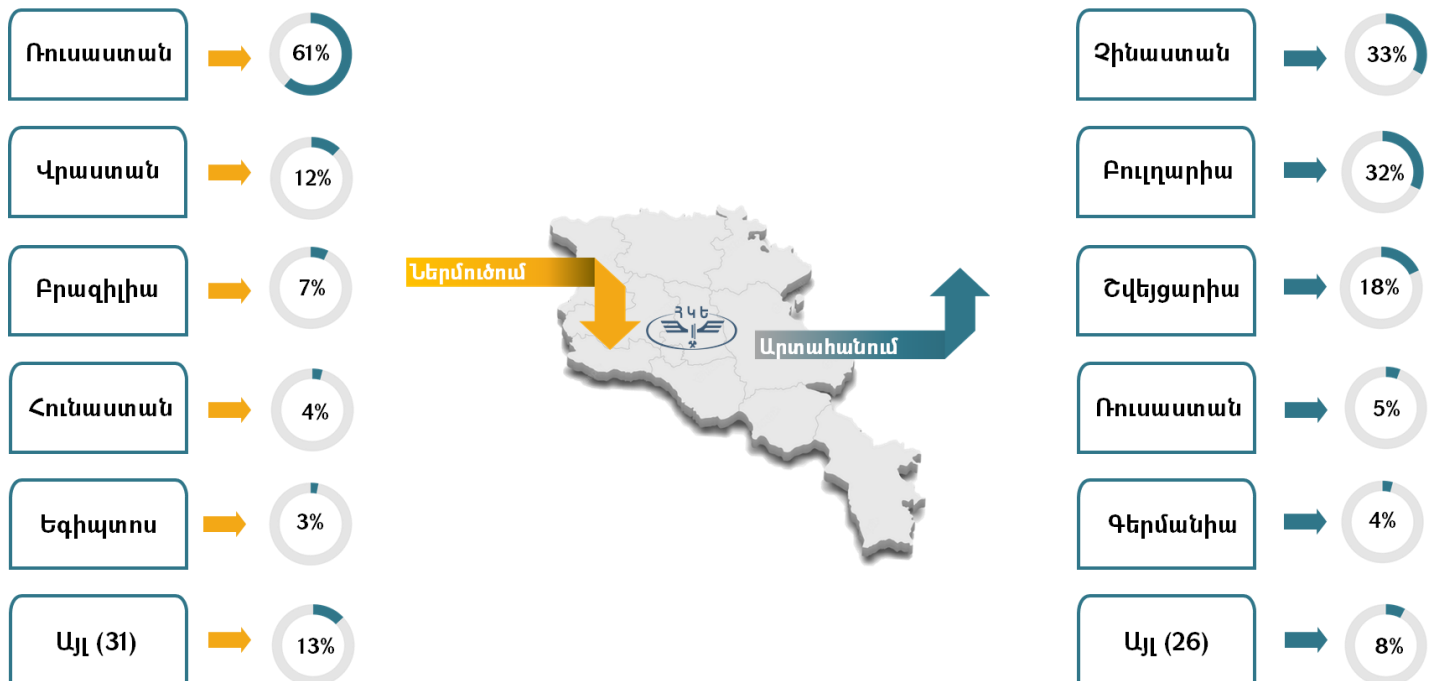 Ռուսաստան
61%
Վրաստան
12%
Բրազիլիա
7%
Հունաստան
4%
Եգիպտոս
3%
Այլ (31)
13%
Ներմուծում
ՀԿԵ
Արտահանում
Չինաստան
33%
Բուլղարիա
32%
Շվեյցարիա
18%
Ռուսաստան
5%
Գերմանիա
4%
Այլ (26)
8%